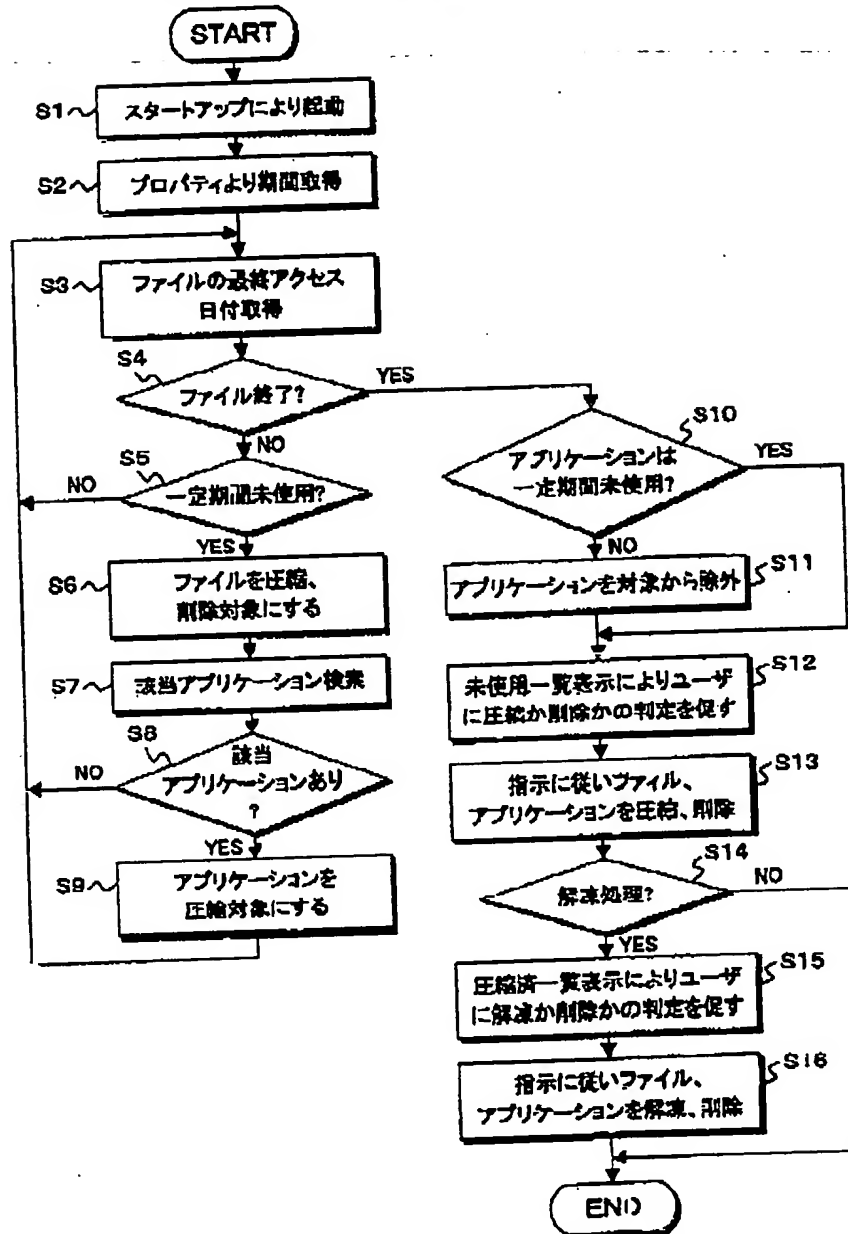 START
S1
スタートアップにより起動
S2
プロパティより期間取得
S3
ファイルの最終アクセス
日付取得
S4
ファイル終了?
YES
NO
S5
一定期間未使用?
NO
YES
S6
ファイルを圧縮、
削除対象にする
S7
該当アプリケーション検索
S8
該当
アプリケーションあり
?
NO
YES
S9
アプリケーションを
圧縮対象にする
S10
アプリケーションは
一定期間未使用?
YES
NO
S11
アプリケーションを対象から除外
S12
未使用一覧表示によりユーザ
に圧縮か削除かの判定を促す
S13
指示に従いファイル、
アプリケーションを圧縮、削除
S14
解凍処理?
NO
YES
S15
圧縮済一覧表示によりユーザ
に解凍か削除かの判定を促す
S16
指示に従いファイル、
アプリケーションを解凍、削除
END